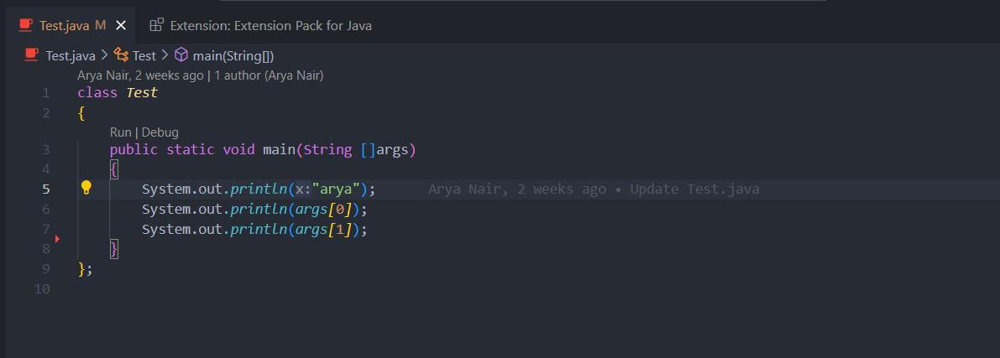 Test.java M
Extension: Extension Pack for Java
Test.java > Test > main(String[])
Arya Nair, 2 weeks ago | 1 author (Arya Nair)
1 class Test
2 {
Run | Debug
3 public static void main(String []args)
4 {
5 System.out.println(x:"arya"); Arya Nair, 2 weeks ago • Update Test.java
6 System.out.println(args[0]);
7 System.out.println(args[1]);
8 }
9 };
10